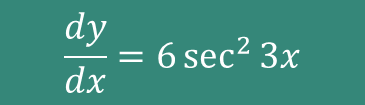 dy/dx = 6 sec² 3x